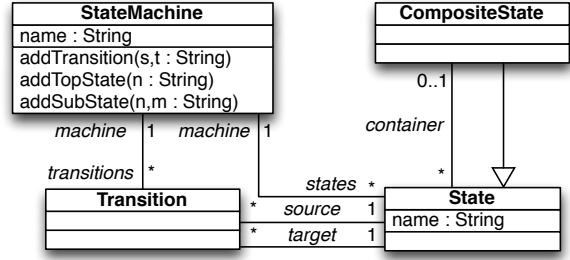 StateMachine
name : String
addTransition(s,t : String)
addTopState(n : String)
addSubState(n,m : String)
CompositeState
machine 1 machine 1
0..1
container
transitions *
*
states *
Transition
State
name : String
* source 1
* target 1